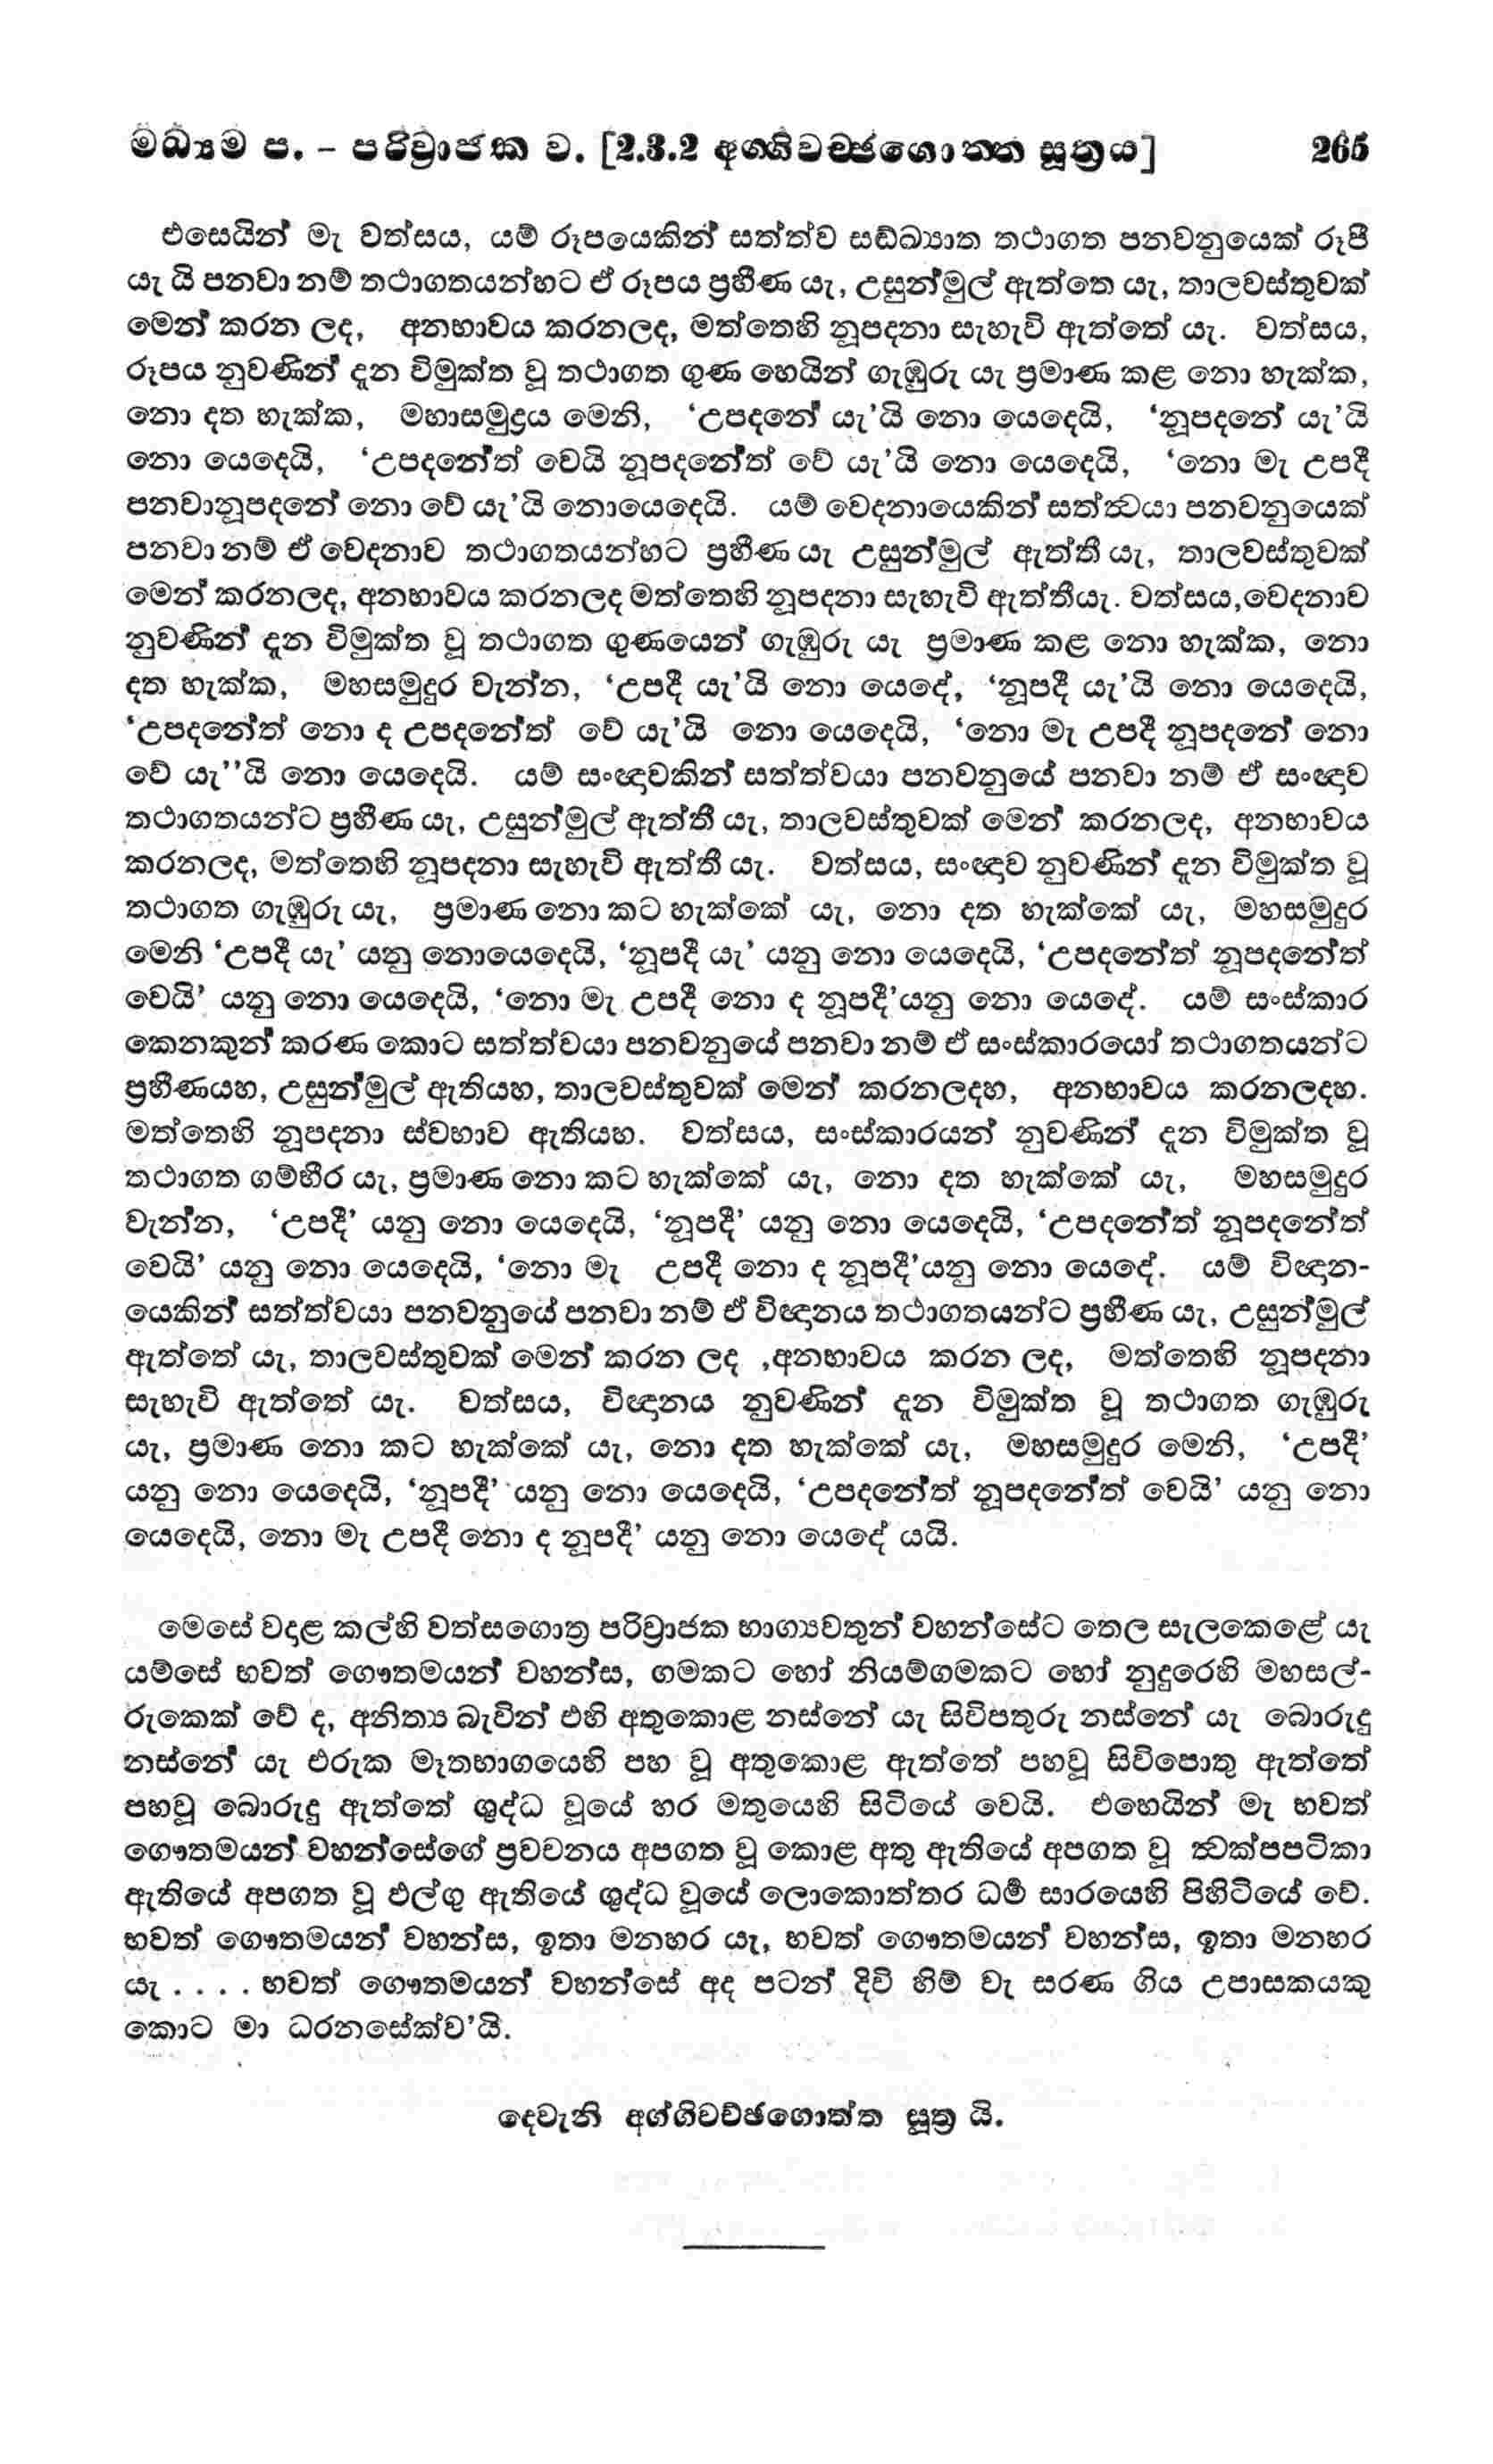 මඛ්‍යම ප. – පරිව්‍රාජක ව. [2.3.2 අග්ගිවච්ඡගොත්ත සූත්‍රය] 265
එසෙයින් මැ වත්සය, යම් රූපයෙකින් සත්ත්ව සඞ්ඛ්‍යාත තථාගත පනවනුයෙක් රූපී
යැ යි පනවා නම් තථාගතයන්හට ඒ රූපය ප්‍රහීණ යැ, උසුන්මුල් ඇත්තෙ යැ, තාලවස්තුවක්
මෙන් කරන ලද, අනභාවය කරනලද, මත්තෙහි නූපදනා සැහැවි ඇත්තේ යැ. වත්සය,
රූපය නුවණින් දැන විමුක්ත වූ තථාගත ගුණ හෙයින් ගැඹුරු යැ ප්‍රමාණ කළ නො හැක්ක,
නො දත හැක්ක, මහාසමුද්‍රය මෙනි, ‘උපදනේ යැ’යි නො යෙදෙයි, ‘නූපදනේ යැ’යි
නො යෙදෙයි, ‘උපදනේත් වෙයි නූපදනේත් වේ යැ’යි නො යෙදෙයි, ‘නො මැ උපදී
පනවානූපදනේ නො වේ යැ’යි නොයෙදෙයි. යම් වෙදනායෙකින් සත්ත්‍වයා පනවනුයෙක්
පනවා නම් ඒ වෙදනාව තථාගතයන්හට ප්‍රහීණ යැ උසුන්මුල් ඇත්තී යැ, තාලවස්තුවක්
මෙන් කරනලද, අනභාවය කරනලද මත්තෙහි නූපදනා සැහැවි ඇත්තීයැ. වත්සය,වෙදනාව
නුවණින් දැන විමුක්ත වූ තථාගත ගුණයෙන් ගැඹුරු යැ ප්‍රමාණ කළ නො හැක්ක, නො
දත හැක්ක, මහසමුදුර වැන්න, ‘උපදී යැ’යි නො යෙදේ, ‘නූපදී යැ’යි නො යෙදෙයි,
‘උපදනේත් නො ද උපදනේත් වේ යැ’යි නො යෙදෙයි, ‘නො මැ උපදී නූපදනේ නො
වේ යැ’’යි නො යෙදෙයි. යම් සංඥාවකින් සත්ත්වයා පනවනුයේ පනවා නම් ඒ සංඥාව
තථාගතයන්ට ප්‍රහීණ යැ, උසුන්මුල් ඇත්තී යැ, තාලවස්තුවක් මෙන් කරනලද, අනභාවය
කරනලද, මත්තෙහි නූපදනා සැහැවි ඇත්තී යැ. වත්සය, සංඥාව නුවණින් දැන විමුක්ත වූ
තථාගත ගැඹුරු යැ, ප්‍රමාණ නො කට හැක්කේ යැ, නො දත හැක්කේ යැ, මහසමුදුර
මෙනි ‘උපදී යැ’ යනු නොයෙදෙයි, ‘නූපදී යැ’ යනු නො යෙදෙයි, ‘උපදනේත් නූපදනේත්
වෙයි’ යනු නො යෙදෙයි, ‘නො මැ උපදී නො ද නූපදී’යනු නො යෙදේ. යම් සංස්කාර
කෙනකුන් කරණ කොට සත්ත්වයා පනවනුයේ පනවා නම් ඒ සංස්කාරයෝ තථාගතයන්ට
ප්‍රහීණයහ, උසුන්මුල් ඇතියහ, තාලවස්තුවක් මෙන් කරනලදහ, අනභාවය කරනලදහ.
මත්තෙහි නූපදනා ස්වභාව ඇතියහ. වත්සය, සංස්කාරයන් නුවණින් දැන විමුක්ත වූ
තථාගත ගම්භීර යැ, ප්‍රමාණ නො කට හැක්කේ යැ, නො දත හැක්කේ යැ, මහසමුදුර
වැන්න, ‘උපදී’ යනු නො යෙදෙයි, ‘නූපදී’ යනු නො යෙදෙයි, ‘උපදනේත් නූපදනේත්
වෙයි’ යනු නො යෙදෙයි, ‘නො මැ උපදී නො ද නූපදී’යනු නො යෙදේ. යම් විඥාන-
යෙකින් සත්ත්වයා පනවනුයේ පනවා නම් ඒ විඥානය තථාගතයන්ට ප්‍රහීණ යැ, උසුන්මුල්
ඇත්තේ යැ, තාලවස්තුවක් මෙන් කරන ලද ,අනභාවය කරන ලද, මත්තෙහි නූපදනා
සැහැවි ඇත්තේ යැ. වත්සය, විඥානය නුවණින් දැන විමුක්ත වූ තථාගත ගැඹුරු
යැ, ප්‍රමාණ නො කට හැක්කේ යැ, නො දත හැක්කේ යැ, මහසමුදුර මෙනි, ‘උපදී’
යනු නො යෙදෙයි, ‘නූපදී’ යනු නො යෙදෙයි, ‘උපදනේත් නූපදනේත් වෙයි’ යනු නො
යෙදෙයි, නො මැ උපදී නො ද නූපදී’ යනු නො යෙදේ යයි.
මෙසේ වදාළ කල්හි වත්සගොත්‍ර පරිව්‍රාජක භාග්‍යවතුන් වහන්සේට තෙල සැලකෙළේ යැ
යම්සේ භවත් ගෞතමයන් වහන්ස, ගමකට හෝ නියම්ගමකට හෝ නුදුරෙහි මහසල්-
රුකෙක් වේ ද, අනිත්‍ය බැවින් එහි අතුකොළ නස්නේ යැ සිවිපතුරු නස්නේ යැ බොරුදු
නස්නේ යැ එරුක මෑතභාගයෙහි පහ වූ අතුකොළ ඇත්තේ පහවූ සිවිපොතු ඇත්තේ
පහවූ බොරුදු ඇත්තේ ශුද්ධ වූයේ හර මතුයෙහි සිටියේ වෙයි. එහෙයින් මැ භවත්
ගෞතමයන් වහන්සේගේ ප්‍රවචනය අපගත වූ කොළ අතු ඇතියේ අපගත වූ ත්‍වක්පපටිකා
ඇතියේ අපගත වූ ඵල්ගු ඇතියේ ශුද්ධ වූයේ ලොකොත්තර ධර්‍ම සාරයෙහි පිහිටියේ වේ.
භවත් ගෞතමයන් වහන්ස, ඉතා මනහර යැ, භවත් ගෞතමයන් වහන්ස, ඉතා මනහර
යැ . . . . භවත් ගෞතමයන් වහන්සේ අද පටන් දිවි හිම් වැ සරණ ගිය උපාසකයකු
කොට මා ධරනසේක්ව’යි.
දෙවැනි අග්ගිවච්ඡගොත්ත සූත්‍ර යි.